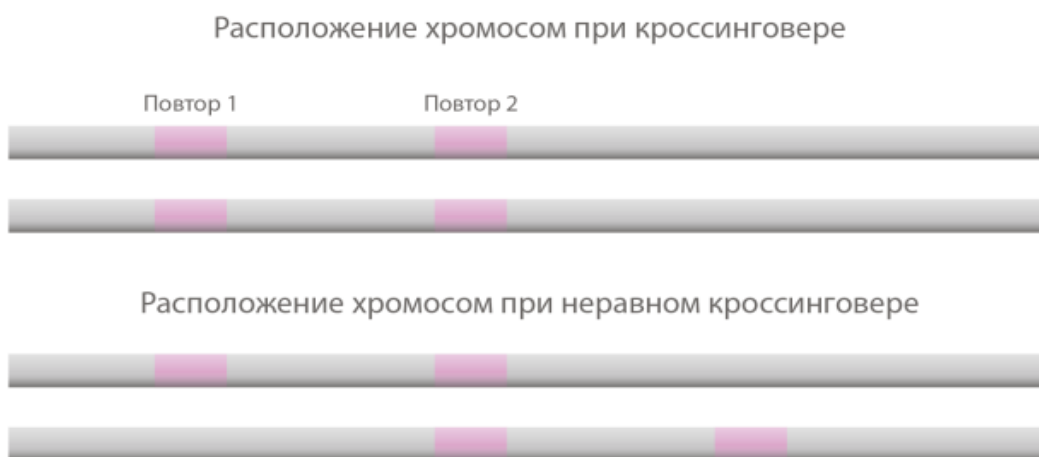 Расположение хромосом при кроссинговере
Повтор 1 Повтор 2
Расположение хромосом при неравном кроссинговере